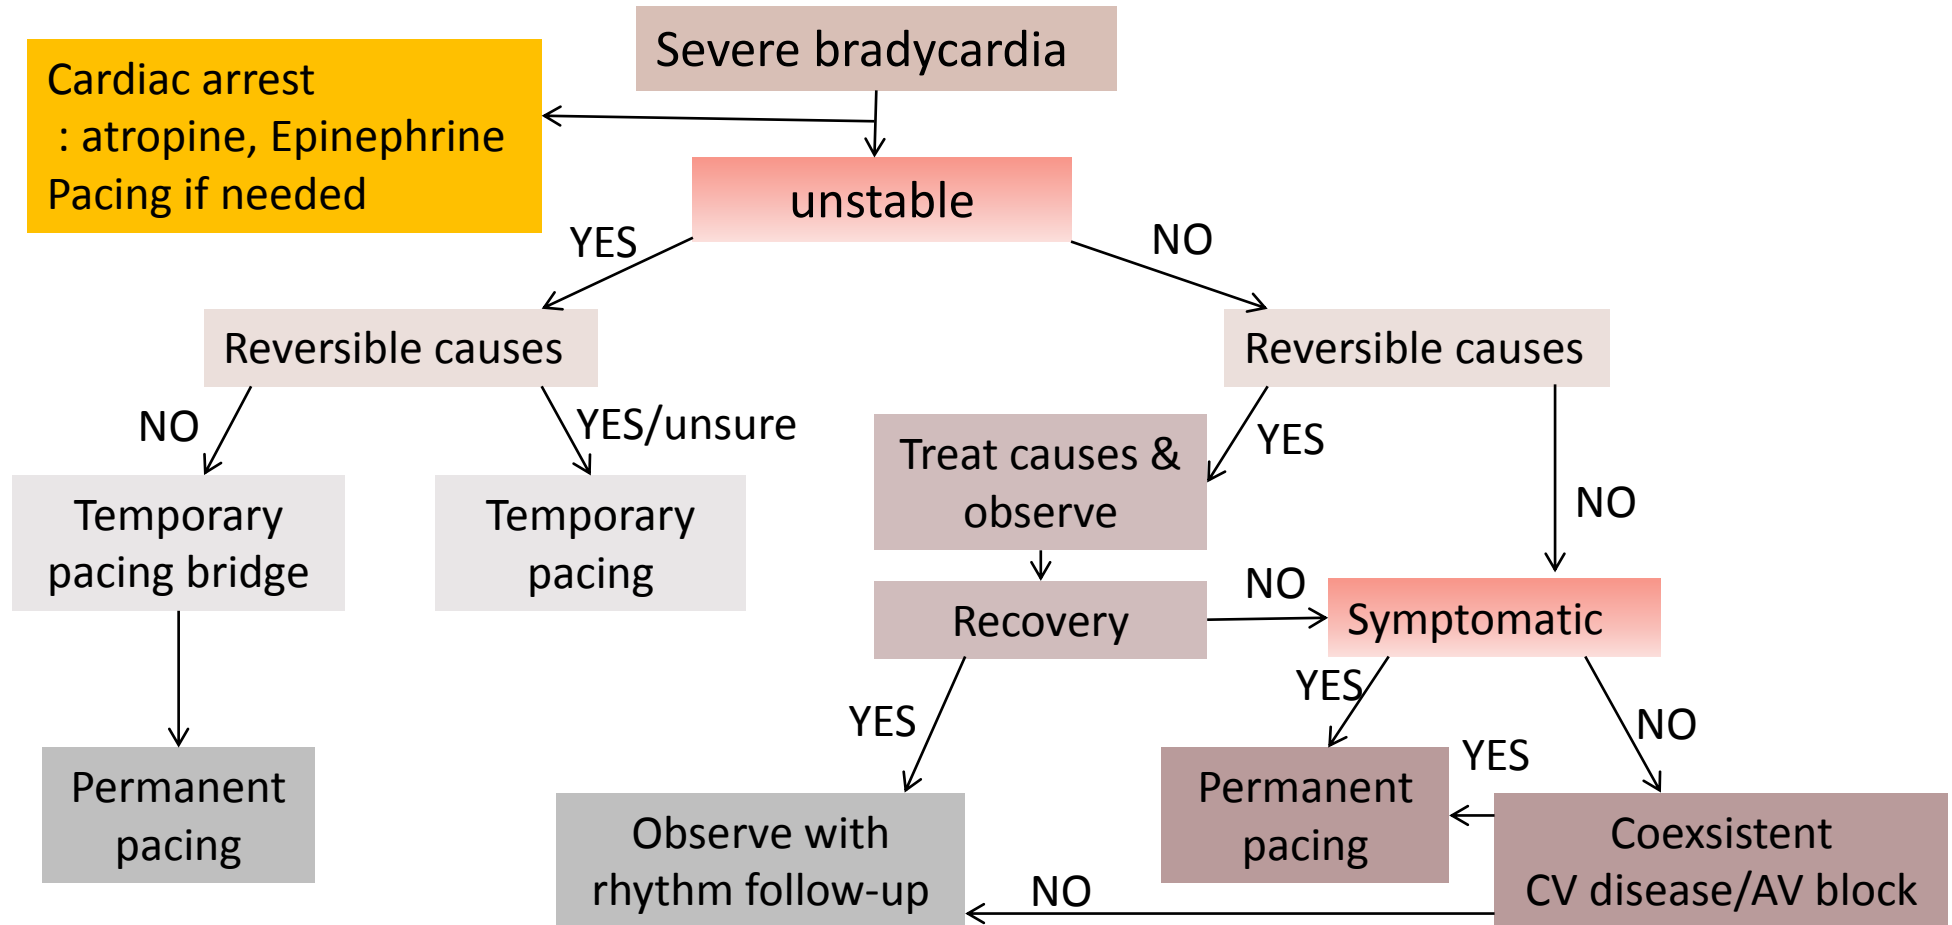 Severe bradycardia
Cardiac arrest
: atropine, Epinephrine
Pacing if needed
unstable
YES
NO
Reversible causes
Reversible causes
NO
YES/unsure
YES
NO
Treat causes &
observe
Temporary
pacing bridge
Temporary
pacing
Recovery
NO
Symptomatic
YES
YES
NO
YES
Permanent
pacing
Observe with
rhythm follow-up
Permanent
pacing
Coexsistent
CV disease/AV block
NO